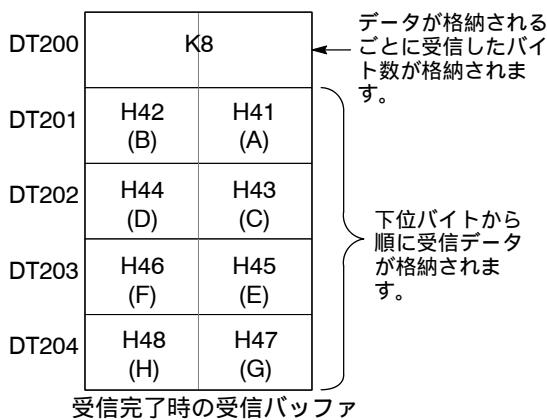 DT200 K8
データが格納される
ごとに受信したバイ
ト数が格納されま
す。
DT201 H42 H41
(B) (A)
DT202 H44 H43
(D) (C)
下位バイトから
順に受信データ
が格納されま
す。
DT203 H46 H45
(F) (E)
DT204 H48 H47
(H) (G)
受信完了時の受信バッファ